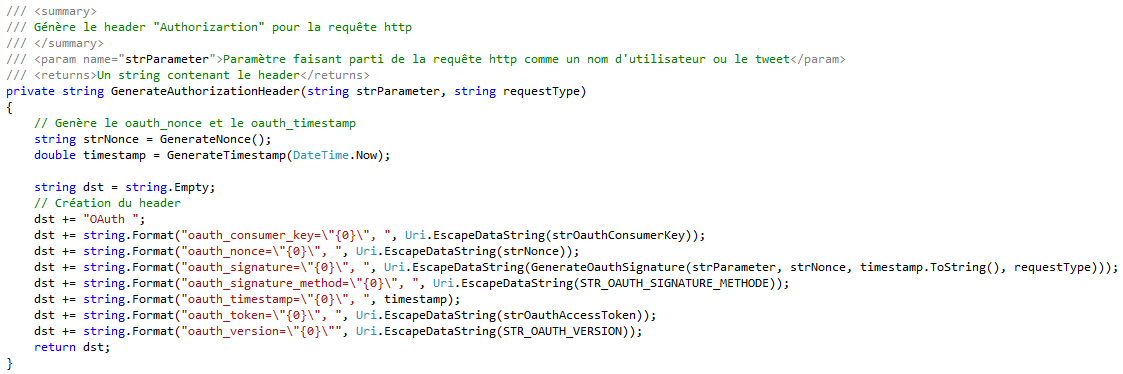 /// <summary>
/// Génère le header "Authorizartion" pour la requête http
/// </summary>
/// <param name="strParameter">Paramètre faisant parti de la requête http comme un nom d'utilisateur ou le tweet</param>
/// <returns>Un string contenant le header</returns>
private string GenerateAuthorizationHeader(string strParameter, string requestType)
{
    // Genère le oauth_nonce et le oauth_timestamp
    string strNonce = GenerateNonce();
    double timestamp = GenerateTimestamp(DateTime.Now);

    string dst = string.Empty;
    // Création du header
    dst += "OAuth ";
    dst += string.Format("oauth_consumer_key=\"{0}\", ", Uri.EscapeDataString(strOauthConsumerKey));
    dst += string.Format("oauth_nonce=\"{0}\", ", Uri.EscapeDataString(strNonce));
    dst += string.Format("oauth_signature=\"{0}\", ", Uri.EscapeDataString(GenerateOauthSignature(strParameter, strNonce, timestamp.ToString(), requestType)));
    dst += string.Format("oauth_signature_method=\"{0}\", ", Uri.EscapeDataString(STR_OAUTH_SIGNATURE_METHODE));
    dst += string.Format("oauth_timestamp=\"{0}\", ", timestamp);
    dst += string.Format("oauth_token=\"{0}\", ", Uri.EscapeDataString(strOauthAccessToken));
    dst += string.Format("oauth_version=\"{0}\"", Uri.EscapeDataString(STR_OAUTH_VERSION));
    return dst;
}